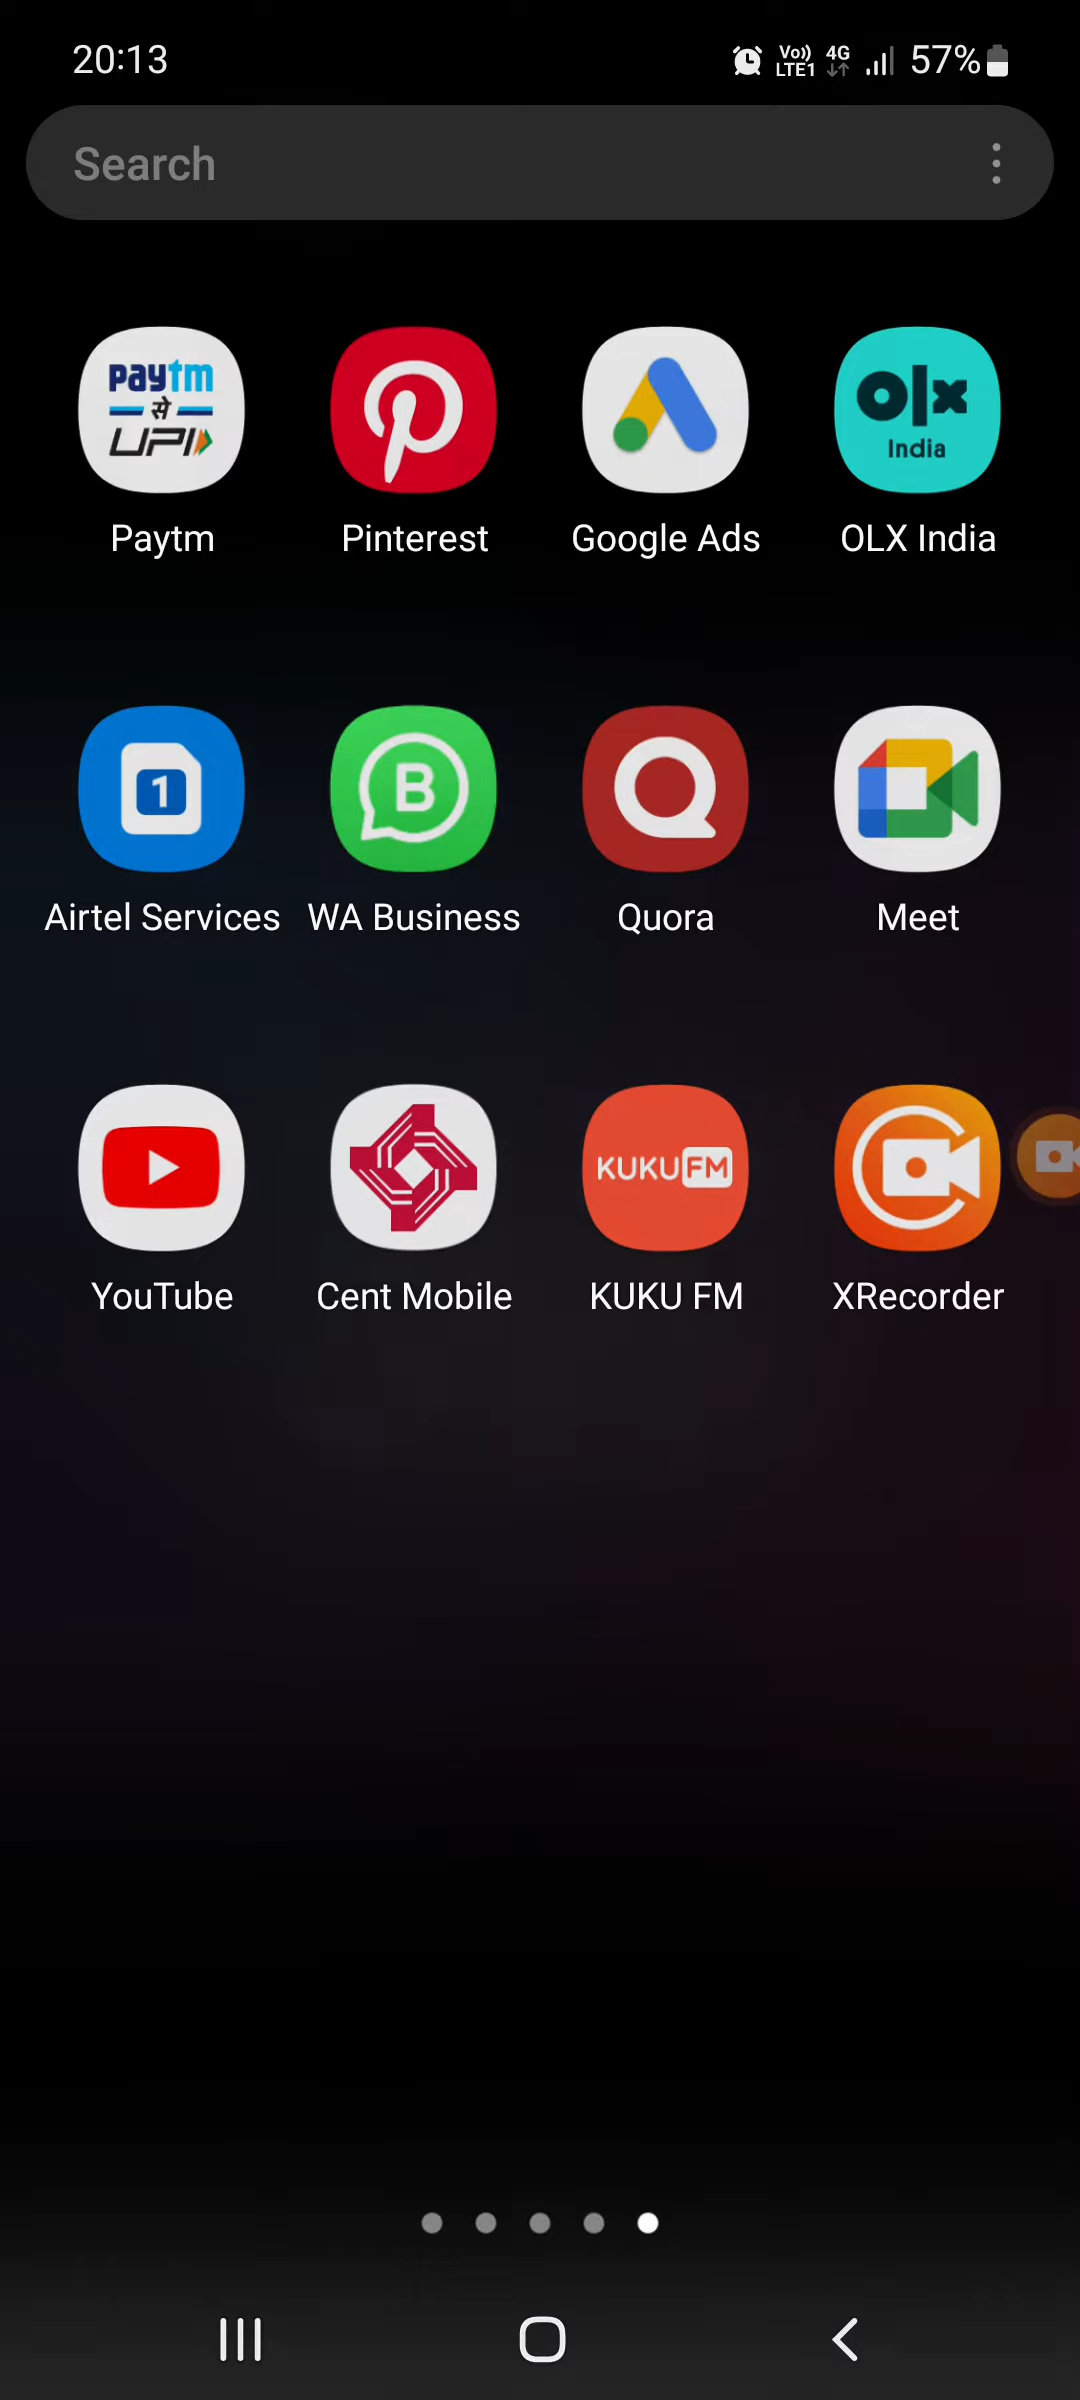 20:13
Vo)) LTE1 4G 57%
Search
paytm
से
UPI
olx
India
Paytm
Pinterest
Google Ads
OLX India
1
B
Airtel Services
WA Business
Quora
Meet
KUKU FM
YouTube
Cent Mobile
KUKU FM
XRecorder